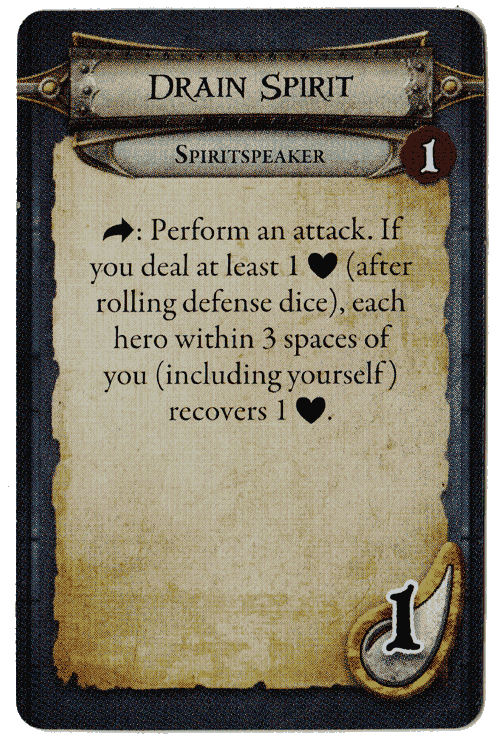 DRAIN SPIRIT
SPIRITSPEAKER
1
: Perform an attack. If
you deal at least 1 (after
rolling defense dice), each
hero within 3 spaces of
you (including yourself)
recovers 1 .
1